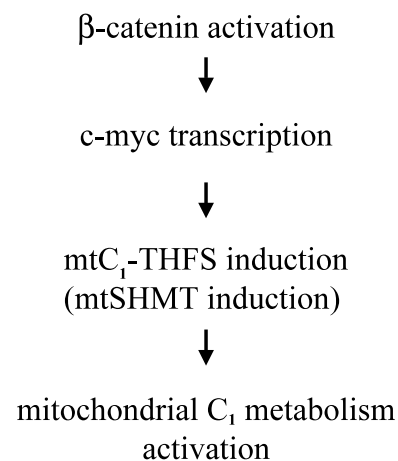 β-catenin activation
c-myc transcription
mtC₁-THFS induction
(mtSHMT induction)
mitochondrial C₁ metabolism
activation